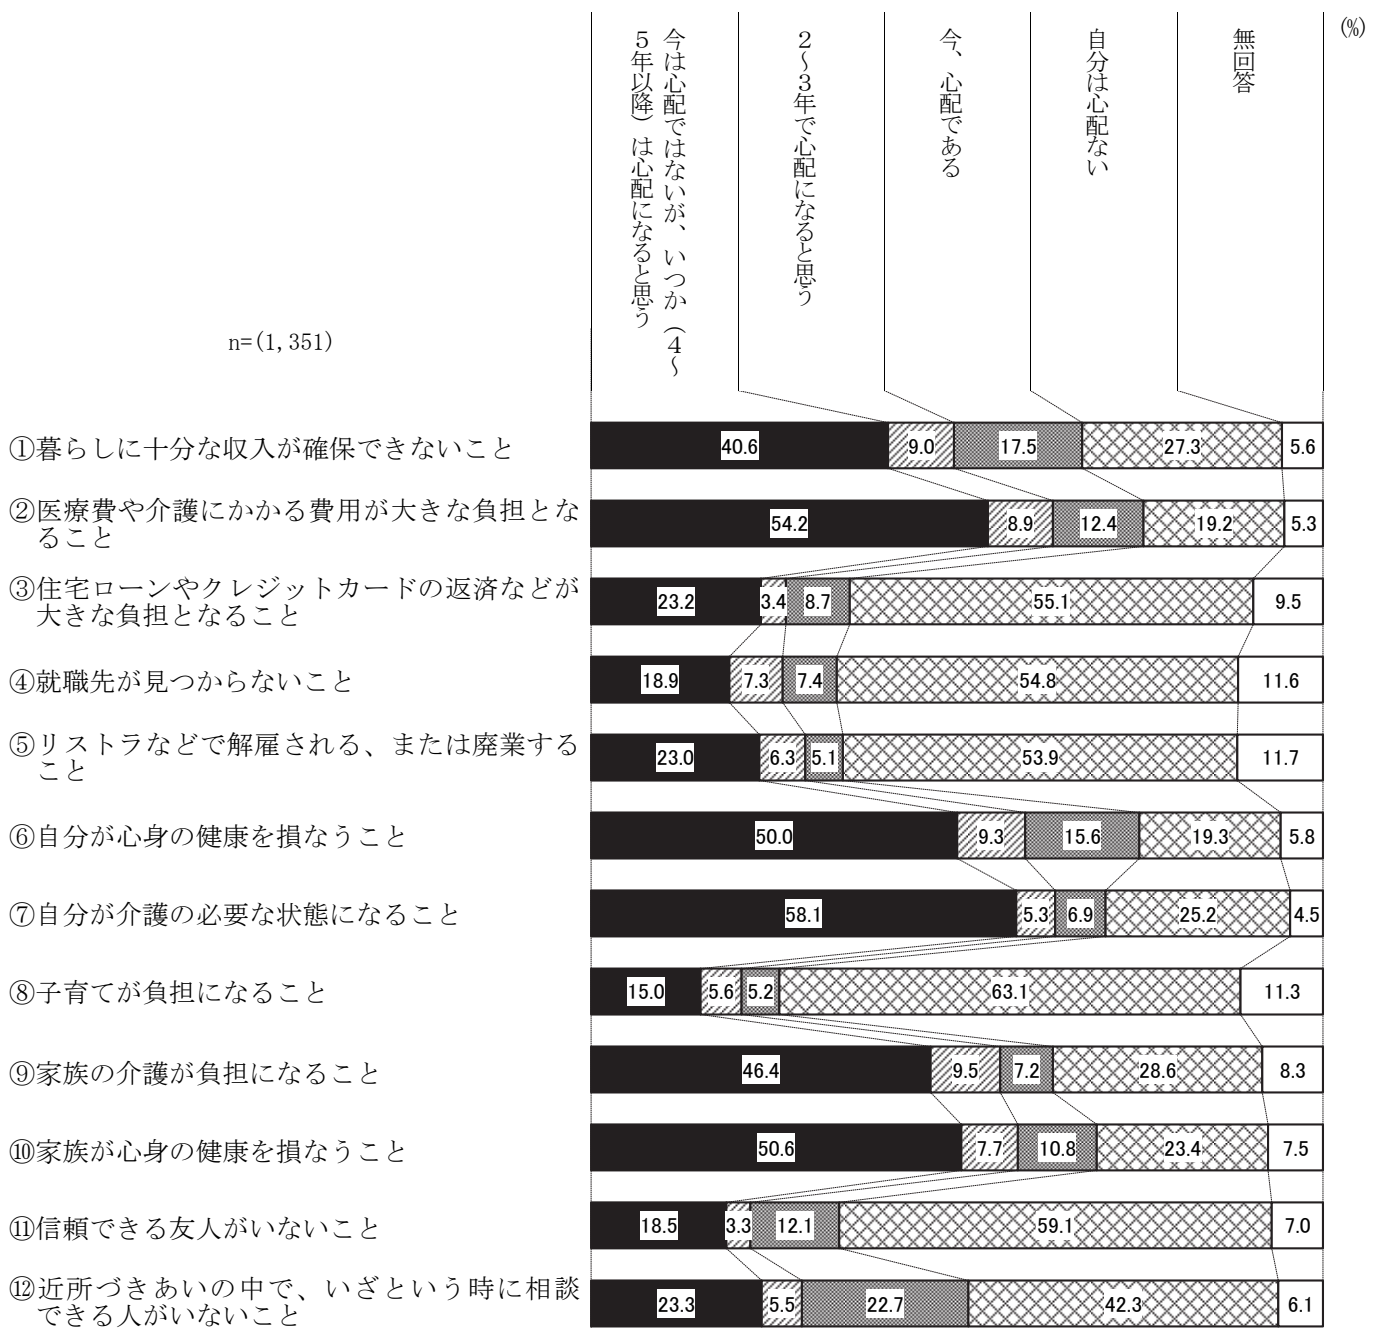 (%)
今は心配ではないが、いつか（４～
５年以降）は心配になると思う
２～３年で心配になると思う
今、心配である
自分は心配ない
無回答
n=(1,351)
①暮らしに十分な収入が確保できないこと
40.6 9.0 17.5 27.3 5.6
②医療費や介護にかかる費用が大きな負担とな
ること
54.2 8.9 12.4 19.2 5.3
③住宅ローンやクレジットカードの返済などが
大きな負担となること
23.2 3.4 8.7 55.1 9.5
④就職先が見つからないこと
18.9 7.3 7.4 54.8 11.6
⑤リストラなどで解雇される、または廃業する
こと
23.0 6.3 5.1 53.9 11.7
⑥自分が心身の健康を損なうこと
50.0 9.3 15.6 19.3 5.8
⑦自分が介護の必要な状態になること
58.1 5.3 6.9 25.2 4.5
⑧子育てが負担になること
15.0 5.6 5.2 63.1 11.3
⑨家族の介護が負担になること
46.4 9.5 7.2 28.6 8.3
⑩家族が心身の健康を損なうこと
50.6 7.7 10.8 23.4 7.5
⑪信頼できる友人がいないこと
18.5 3.3 12.1 59.1 7.0
⑫近所づきあいの中で、いざという時に相談
できる人がいないこと
23.3 5.5 22.7 42.3 6.1